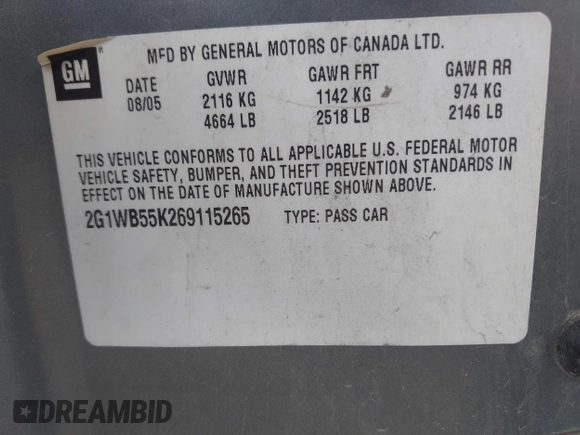 GM
MFD BY GENERAL MOTORS OF CANADA LTD.
DATE GVWR GAWR FRT GAWR RR
08/05 2116 KG 1142 KG 974 KG
4664 LB 2518 LB 2146 LB
THIS VEHICLE CONFORMS TO ALL APPLICABLE U.S. FEDERAL MOTOR
VEHICLE SAFETY, BUMPER, AND THEFT PREVENTION STANDARDS IN
EFFECT ON THE DATE OF MANUFACTURE SHOWN ABOVE.
2G1WB55K269115265 TYPE: PASS CAR
DREAMBID